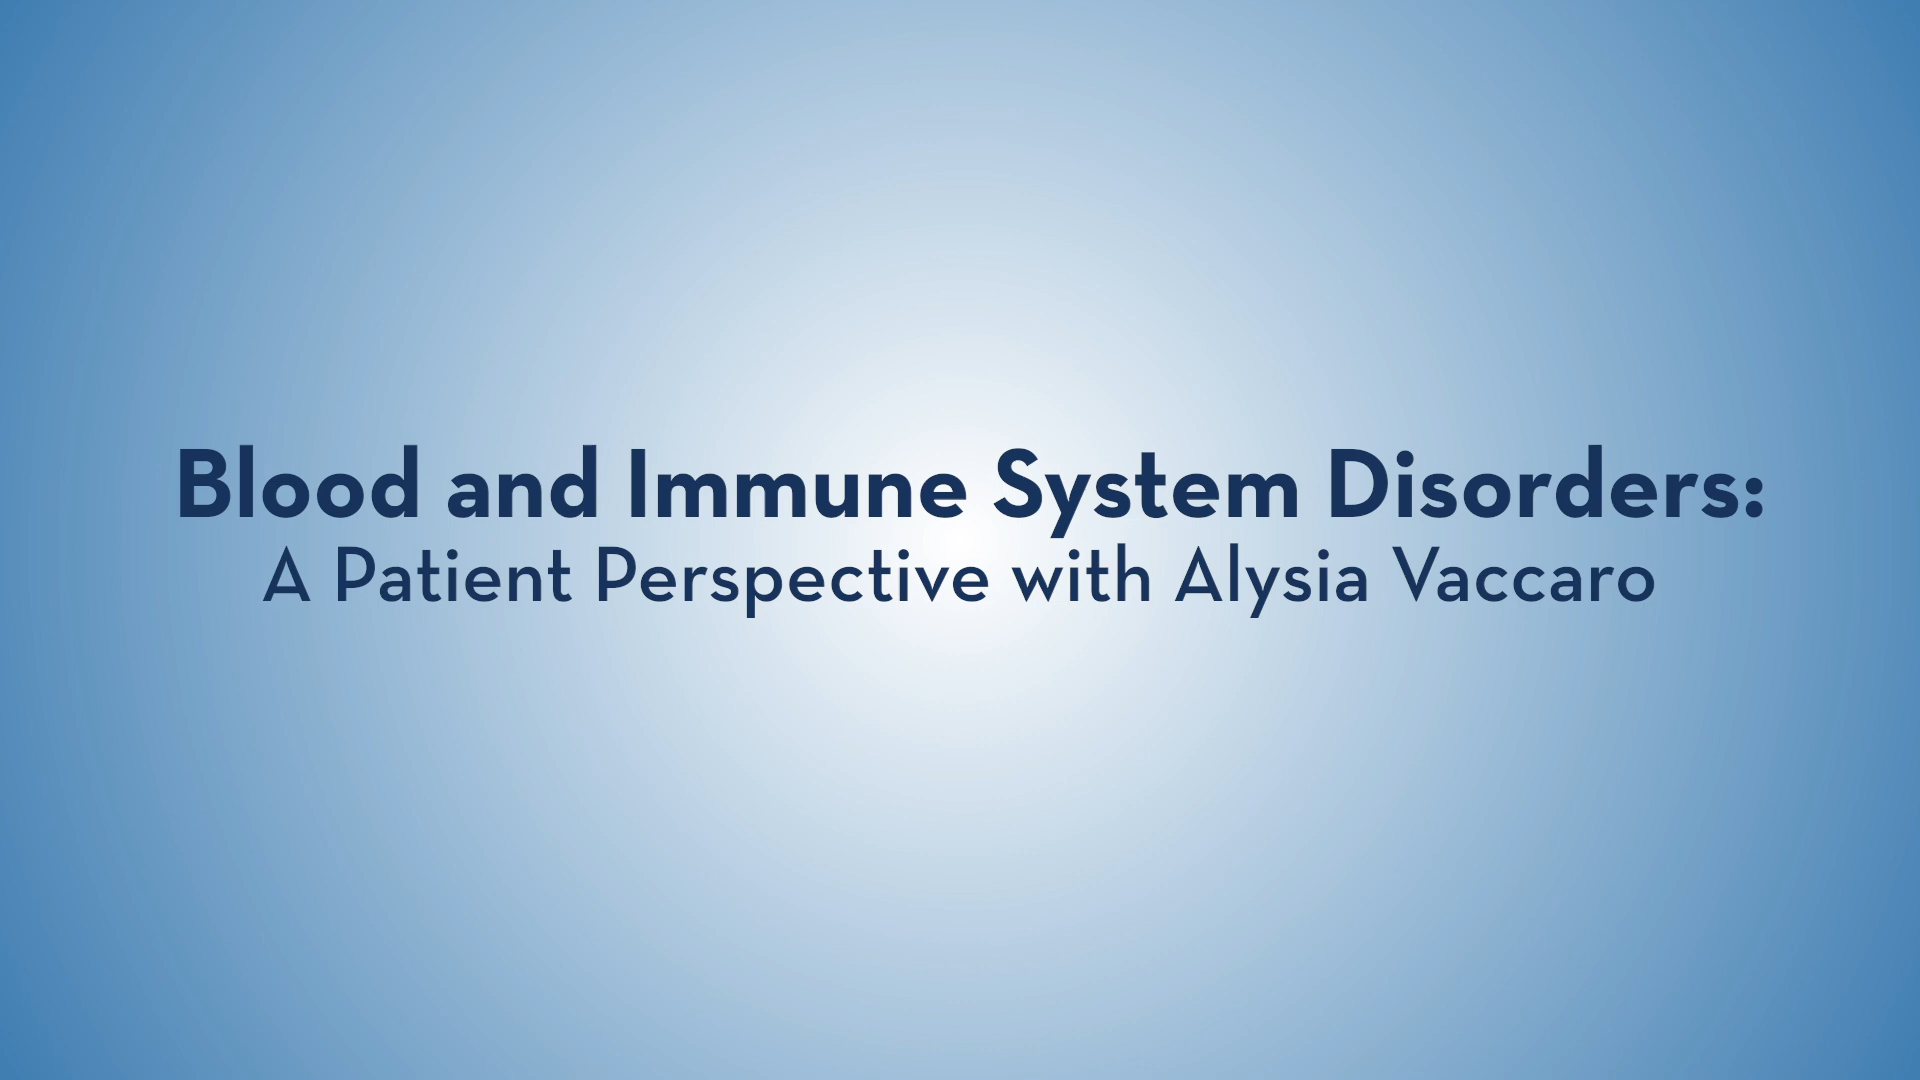 Blood and Immune System Disorders:
A Patient Perspective with Alysia Vaccaro